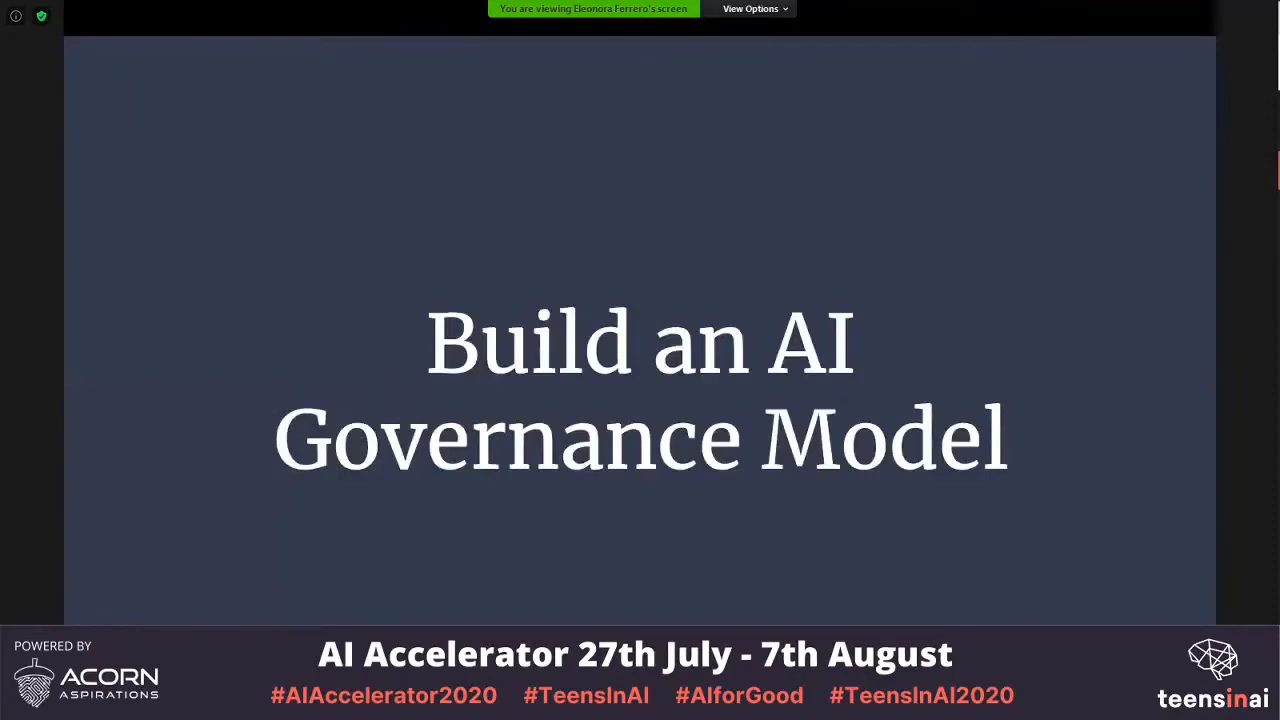 You are viewing Eleonora Ferrero's screen
View Options
Build an AI
Governance Model
POWERED BY
ACORN
ASPIRATIONS
AI Accelerator 27th July - 7th August
#AIAccelerator2020 #TeensInAI #AIforGood #TeensInAI2020
teensinai